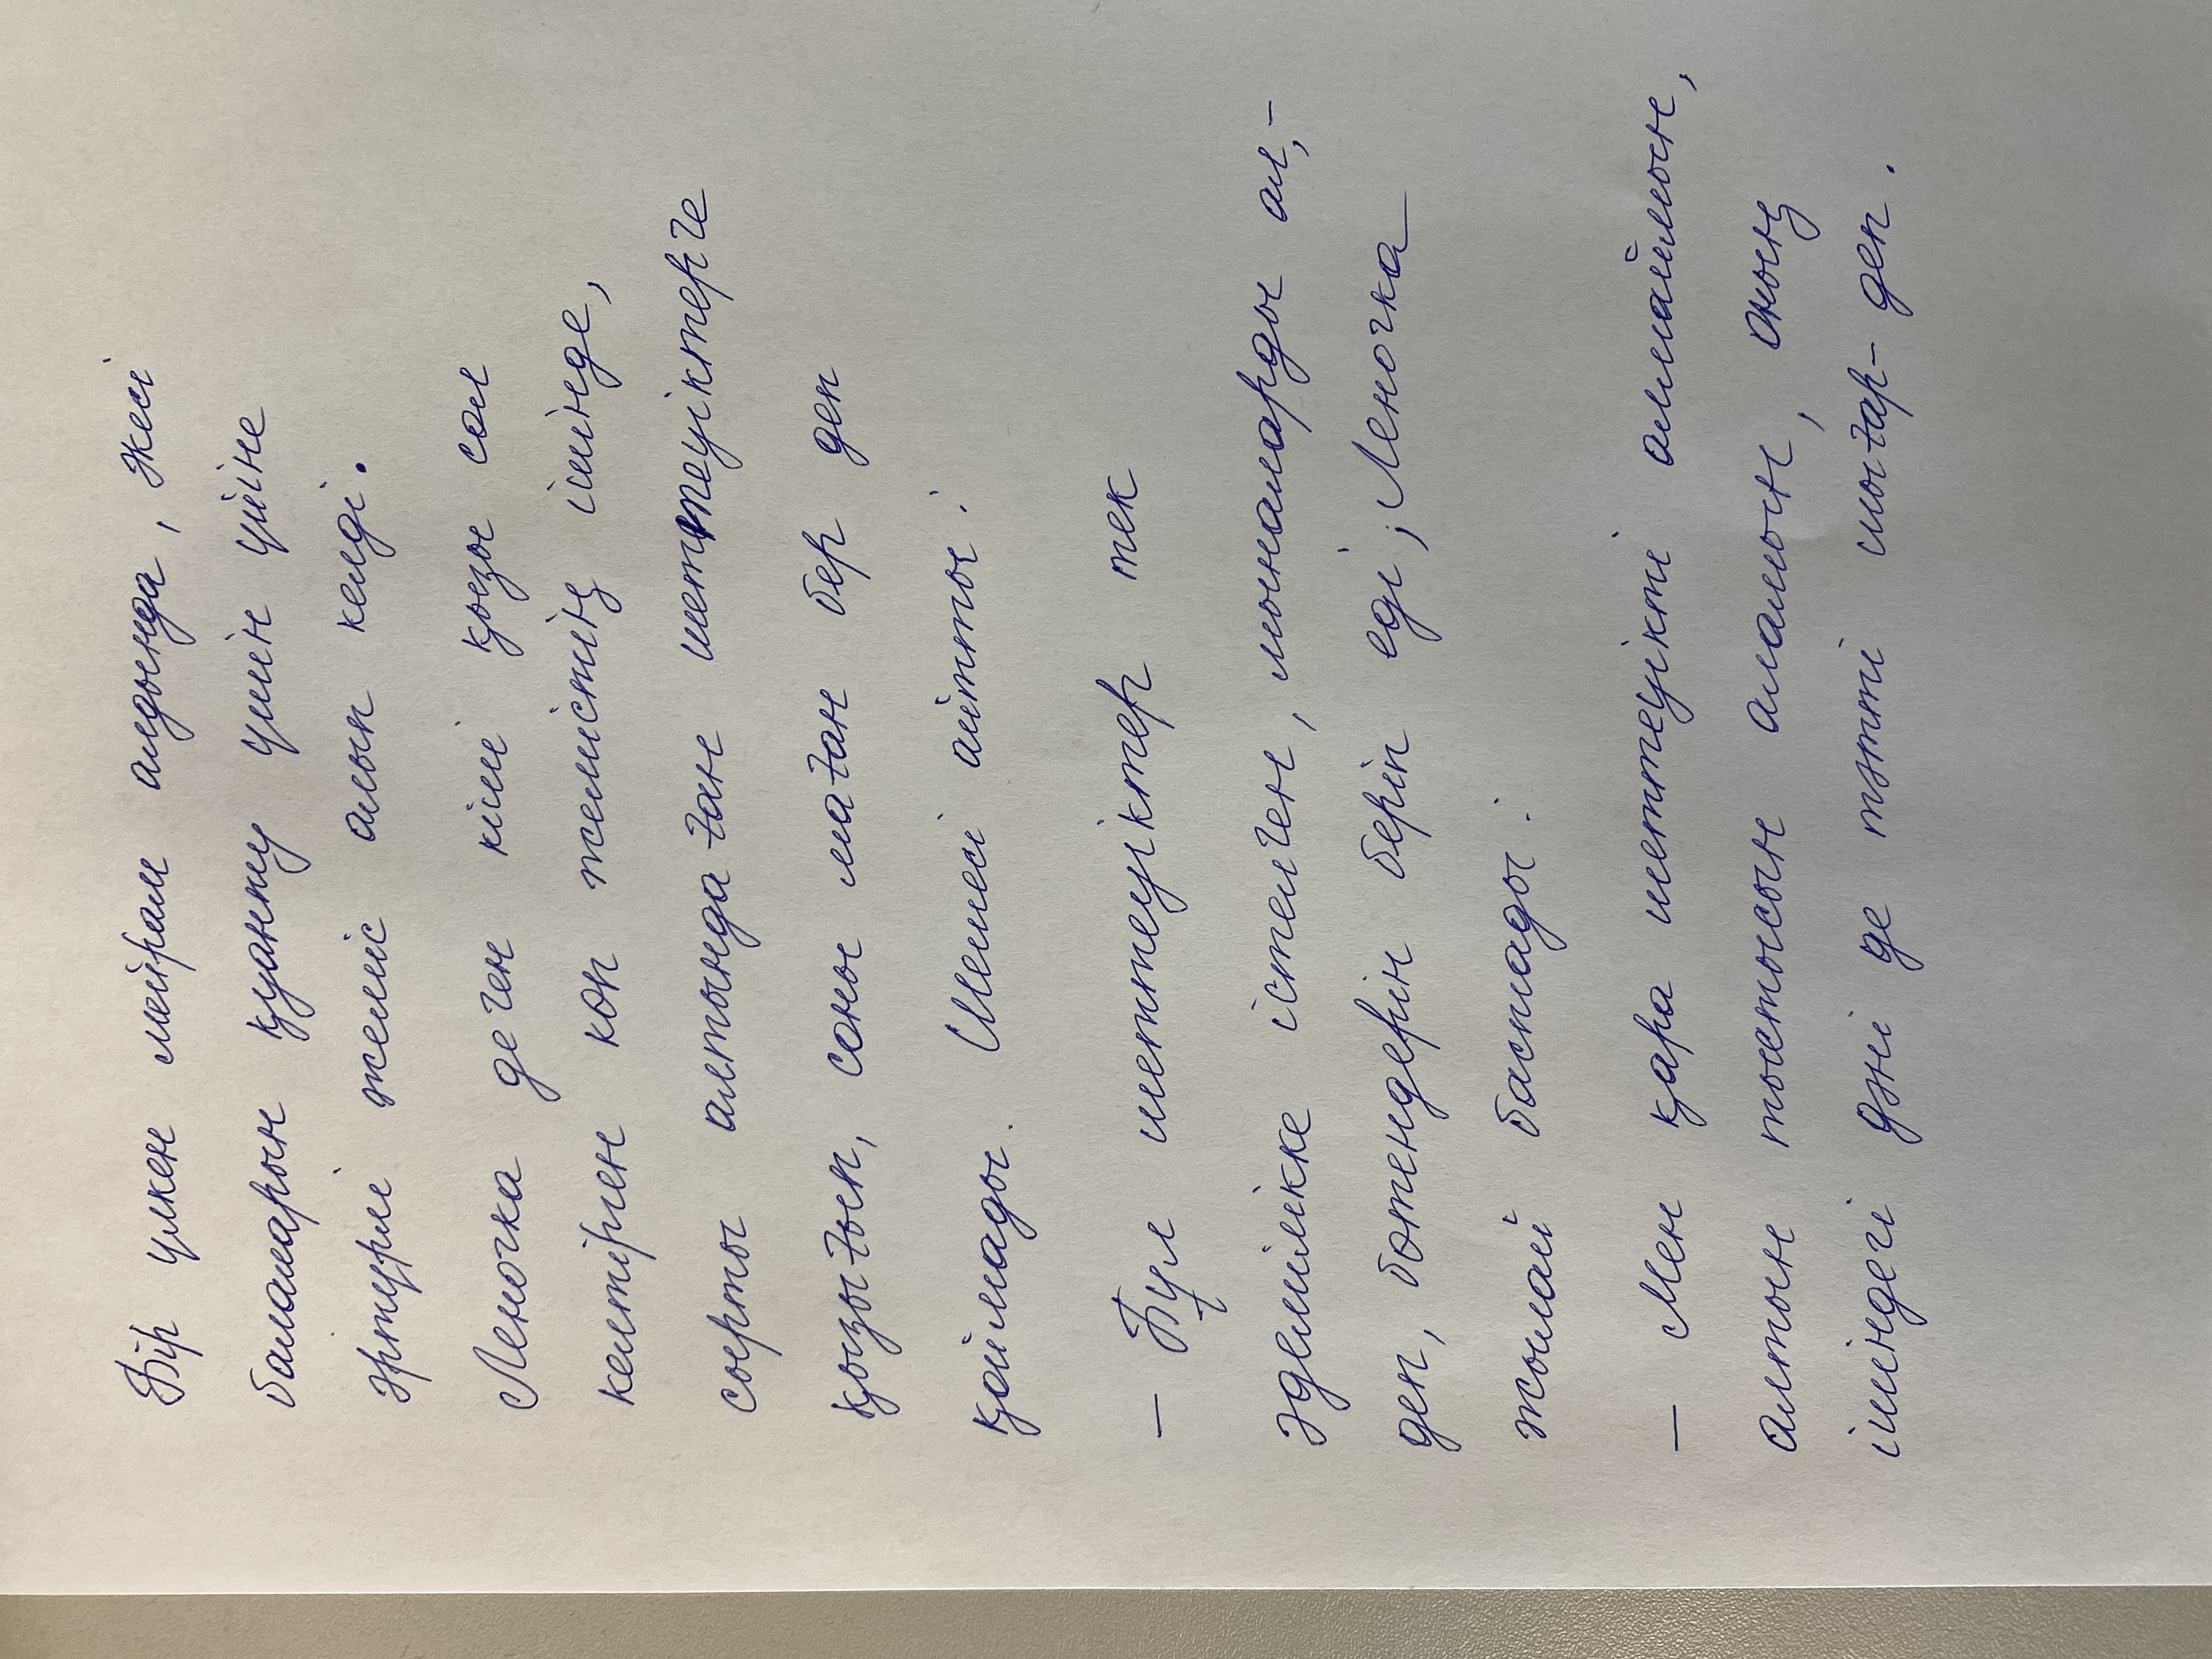 Бір үлкен мейрам алдында, әкесі
балаларын қуанту үшін үйіне
әртүрлі жеміс алып келді.
Леночка деген кіші қызы сол
келтірген көп жемістің ішінде,
сырты алтындаған шеттеуіктерге
қызығып, соны маған бер деп
қоймады. Шешесі айтты:
— Бұл шеттеуіктер тек
әдемілікке істелген, мыналарды ал,–
деп, бөтендерін беріп еді; Леночка
жылай бастады:
— Мен қара шеттеуікті алмаймын,
алтын тыстысын аламын, оның
ішіндегі дәні де тәтті шығар– деп.